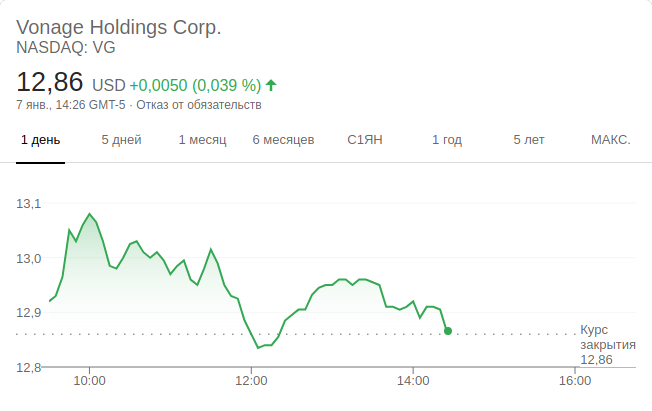 Vonage Holdings Corp.
NASDAQ: VG
12,86 USD +0,0050 (0,039 %)
7 янв., 14:26 GMT-5 · Отказ от обязательств
1 день 5 дней 1 месяц 6 месяцев С1ЯН 1 год 5 лет МАКС.
13,1
13,0
12,9
12,8
Курс
закрытия
12,86
10:00 12:00 14:00 16:00